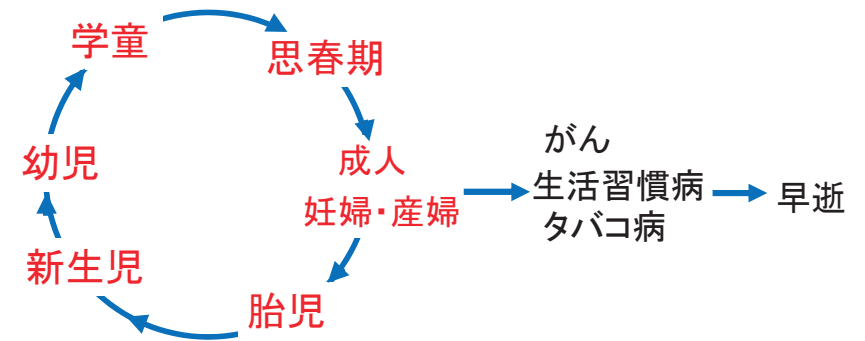 学童
思春期
幼児
成人
妊婦・産婦
新生児
胎児
がん
生活習慣病
タバコ病
早逝